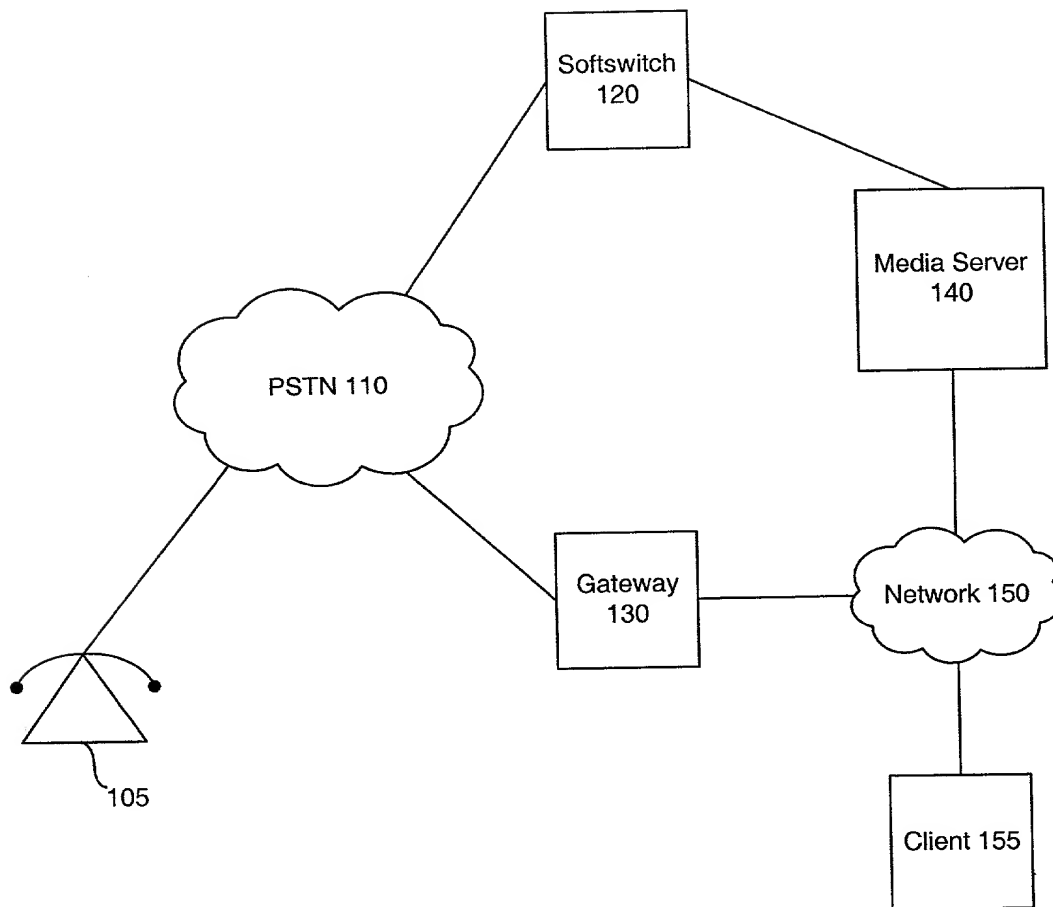 Softswitch
120
Media Server
140
PSTN 110
Gateway
130
Network 150
105
Client 155